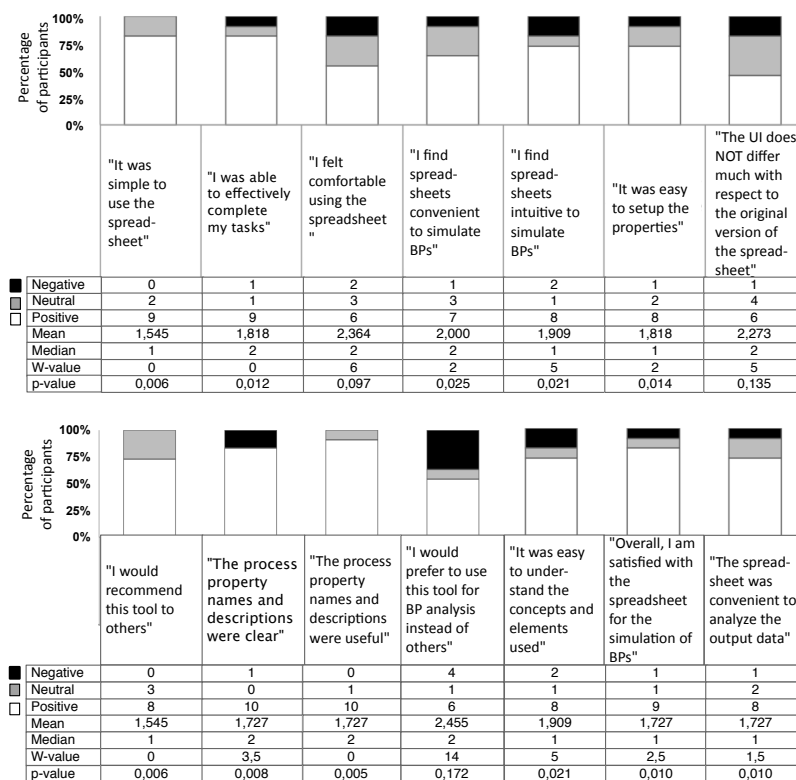 Percentage
of participants
100%
75%
50%
25%
0%
"It was
simple to
use the
spread-
sheet"
"I was able
to effectively
complete
my tasks"
"I felt
comfortable
using the
spreadsheet
"
"I find
spread-
sheets
convenient
to simulate
BPs"
"I find
spread-
sheets
intuitive to
simulate
BPs"
"It was easy
to setup the
properties"
"The UI does
NOT differ
much with
respect to
the original
version of
the spread-
sheet"
Negative 0 1 2 1 2 1 1
Neutral 2 1 3 3 1 2 4
Positive 9 9 6 7 8 8 6
Mean 1,545 1,818 2,364 2,000 1,909 1,818 2,273
Median 1 2 2 2 1 1 2
W-value 0 0 6 2 5 2 5
p-value 0,006 0,012 0,097 0,025 0,021 0,014 0,135
Percentage
of participants
100%
75%
50%
25%
0%
"I would
recommend
this tool to
others"
"The process
property
names and
descriptions
were clear"
"The process
property
names and
descriptions
were useful"
"I would
prefer to use
this tool for
BP analysis
instead of
others"
"It was easy
to under-
stand the
concepts and
elements
used"
"Overall, I am
satisfied with
the
spreadsheet
for the
simulation of
BPs"
"The spread-
sheet was
convenient to
analyze the
output data"
Negative 0 1 0 4 2 1 1
Neutral 3 0 1 1 1 1 2
Positive 8 10 10 6 8 9 8
Mean 1,545 1,727 1,727 2,455 1,909 1,727 1,727
Median 1 2 2 2 1 1 1
W-value 0 3,5 0 14 5 2,5 1,5
p-value 0,006 0,008 0,005 0,172 0,021 0,010 0,010